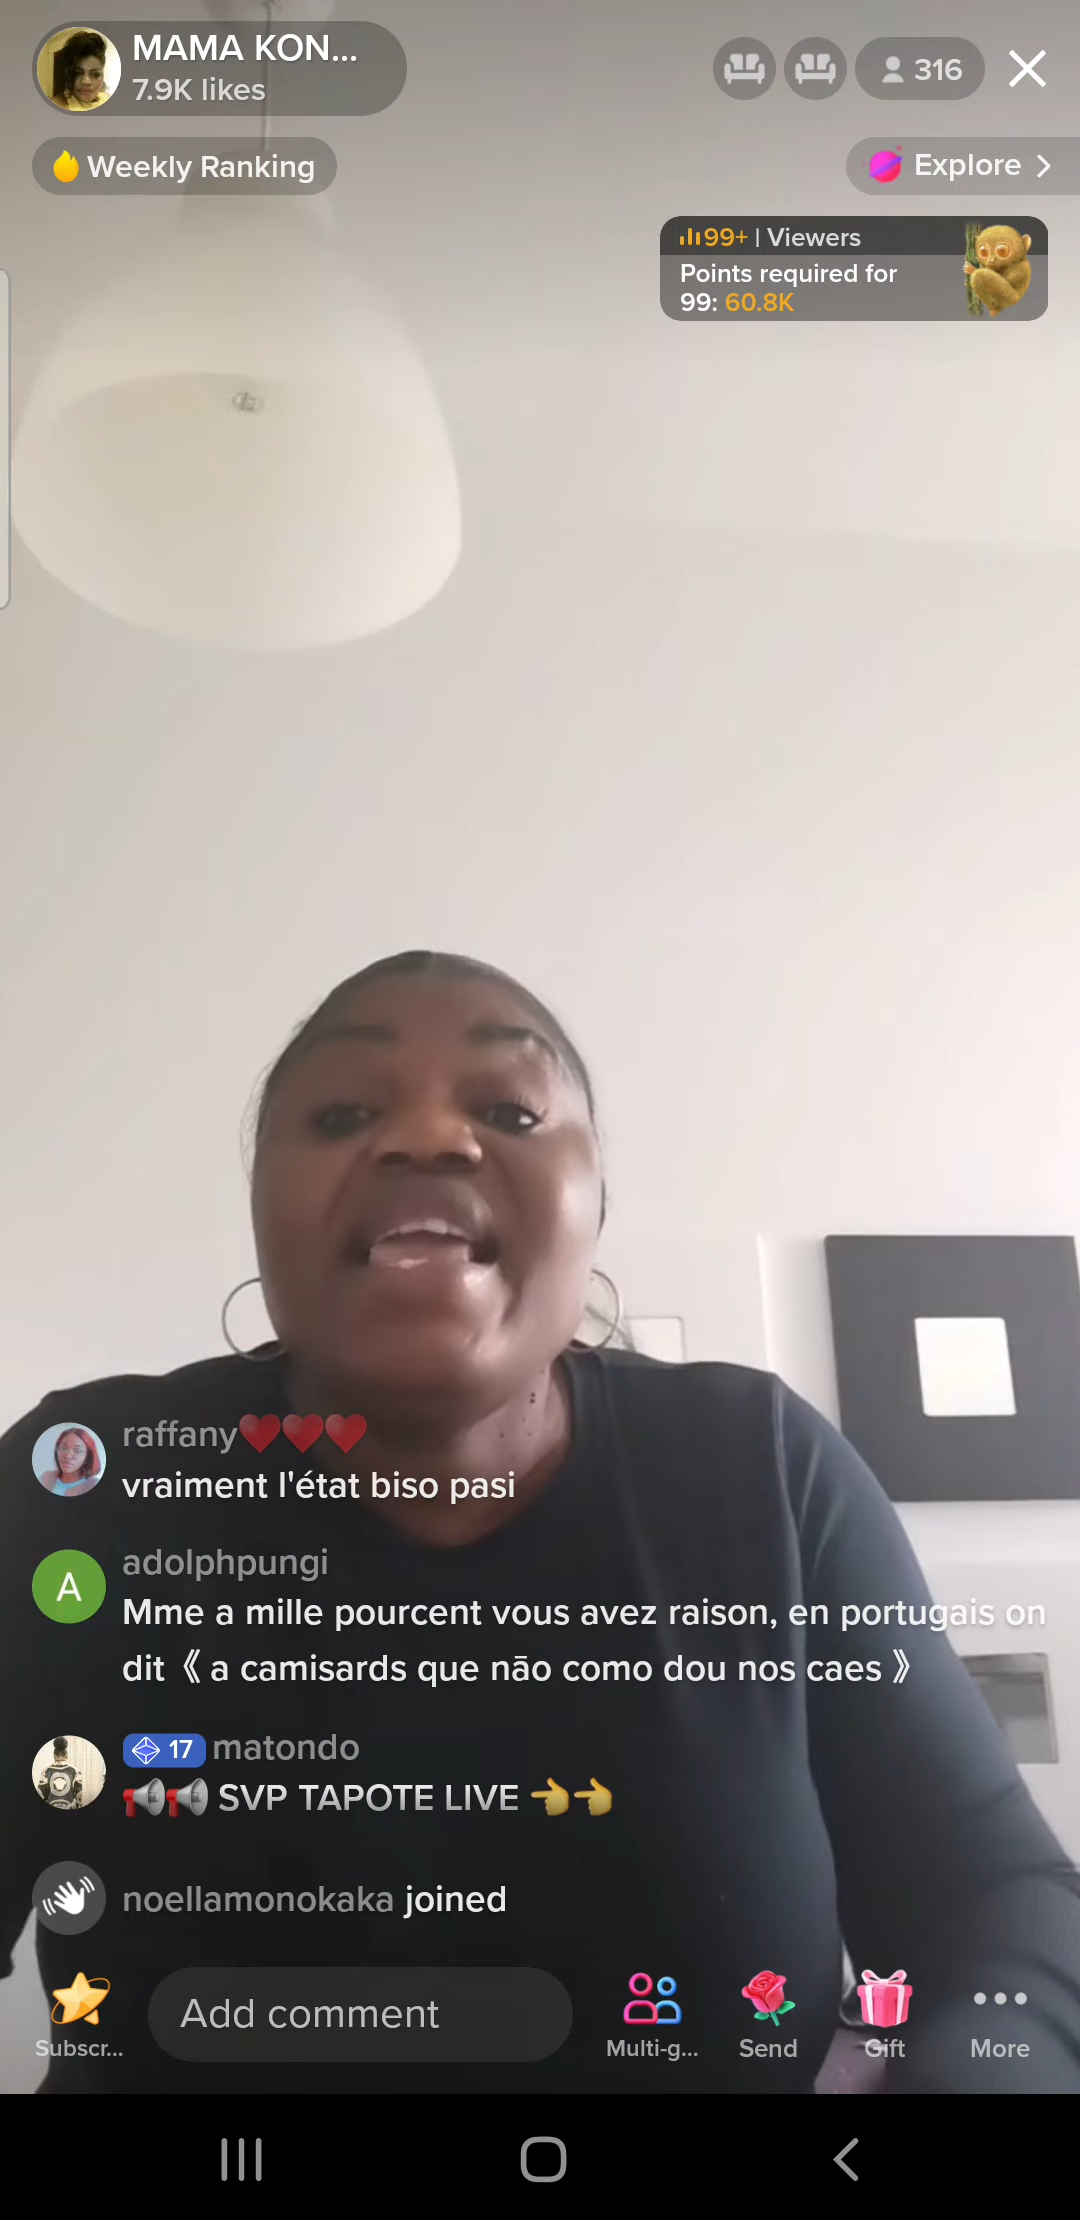 MAMA KON...
7.9K likes
316
Weekly Ranking
Explore
99+ | Viewers
Points required for
99: 60.8K
raffany❤️❤️❤️
vraiment l'état biso pasi
A
adolphpungi
Mme a mille pourcent vous avez raison, en portugais on
dit 《 a camisards que não como dou nos caes 》
17 matondo
📢📢 SVP TAPOTE LIVE 👈👈
noellamonokaka joined
Subscr...
Add comment
Multi-g...
Send
Gift
More